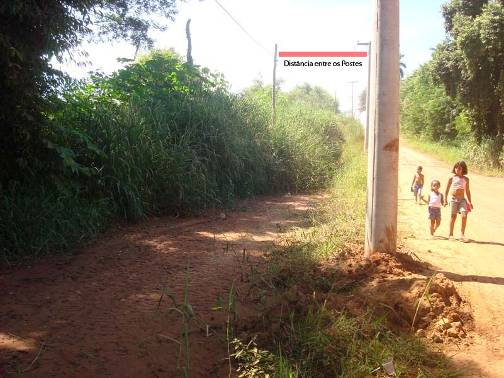 Distância entre os Postes